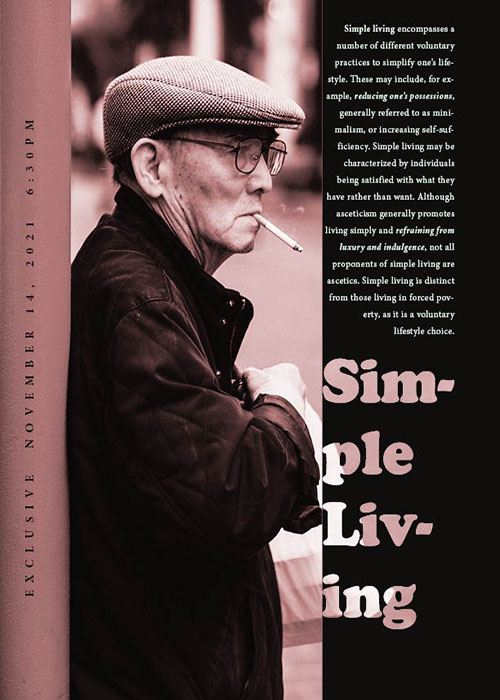 EXCLUSIVE NOVEMBER 14, 2021 6:30PM
Simple living encompasses a
number of different voluntary
practices to simplify one's life-
style. These may include, for ex-
ample, reducing one's possessions,
generally referred to as mini-
malism, or increasing self-suf-
ficiency. Simple living may be
characterized by individuals
being satisfied with what they
have rather than want. Although
asceticism generally promotes
living simply and refraining from
luxury and indulgence, not all
proponents of simple living are
ascetics. Simple living is distinct
from those living in forced pov-
erty, as it is a voluntary
lifestyle choice.
Sim-
ple
Liv-
ing